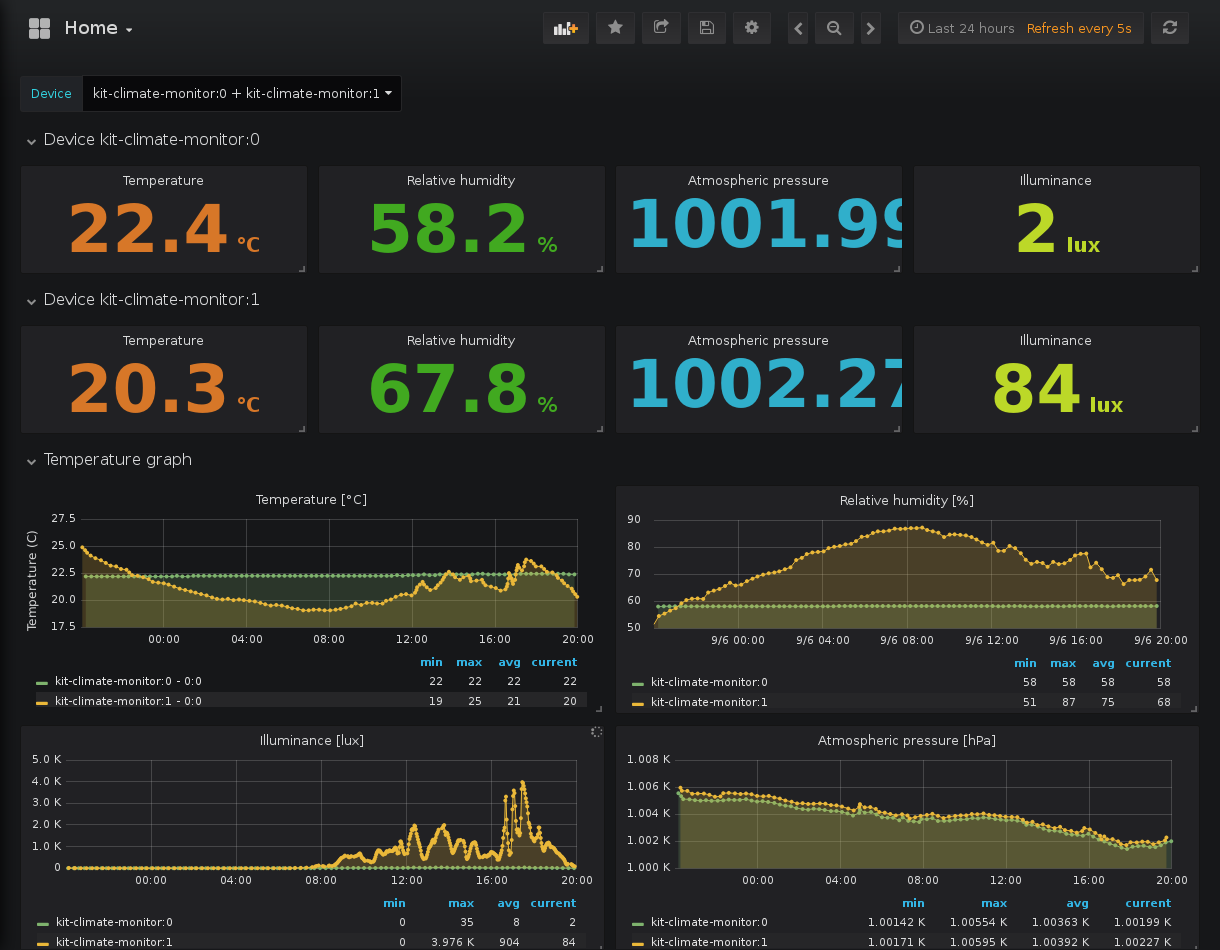 Home
Last 24 hours Refresh every 5s
Device kit-climate-monitor:0 + kit-climate-monitor:1
Device kit-climate-monitor:0
Temperature Relative humidity Atmospheric pressure Illuminance
22.4 °C 58.2 % 1001.99 2 lux
Device kit-climate-monitor:1
Temperature Relative humidity Atmospheric pressure Illuminance
20.3 °C 67.8 % 1002.27 84 lux
Temperature graph
Temperature [°C]
Temperature (C)
27.5
25.0
22.5
20.0
17.5
00:00 04:00 08:00 12:00 16:00 20:00
min max avg current
kit-climate-monitor:0 - 0:0 22 22 22 22
kit-climate-monitor:1 - 0:0 19 25 21 20
Relative humidity [%]
90
80
70
60
50
9/6 00:00 9/6 04:00 9/6 08:00 9/6 12:00 9/6 16:00 9/6 20:00
min max avg current
kit-climate-monitor:0 58 58 58 58
kit-climate-monitor:1 51 87 75 68
Illuminance [lux]
5.0 K
4.0 K
3.0 K
2.0 K
1.0 K
0
00:00 04:00 08:00 12:00 16:00 20:00
min max avg current
kit-climate-monitor:0 0 35 8 2
kit-climate-monitor:1 0 3.976 K 904 84
Atmospheric pressure [hPa]
1.008 K
1.006 K
1.004 K
1.002 K
1.000 K
00:00 04:00 08:00 12:00 16:00 20:00
min max avg current
kit-climate-monitor:0 1.00142 K 1.00554 K 1.00363 K 1.00199 K
kit-climate-monitor:1 1.00171 K 1.00595 K 1.00392 K 1.00227 K